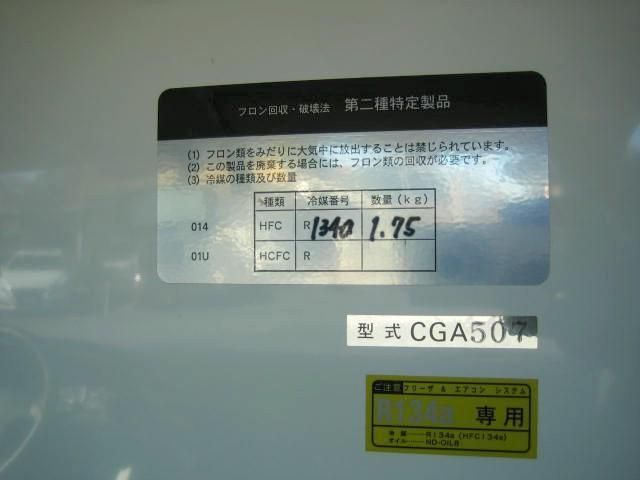 フロン回収・破壊法 第二種特定製品
(1) フロン類をみだりに大気中に放出することは禁じられています。
(2) この製品を廃棄する場合には、フロン類の回収が必要です。
(3) 冷媒の種類及び数量
種類 冷媒番号 数量(kg)
014 HFC R 134a 1.75
01U HCFC R
型式 CGA507
ご注意 フリーザ & エアコン システム
R134a 専用
冷媒……R134a (HFC134a)
オイル……ND-OIL8